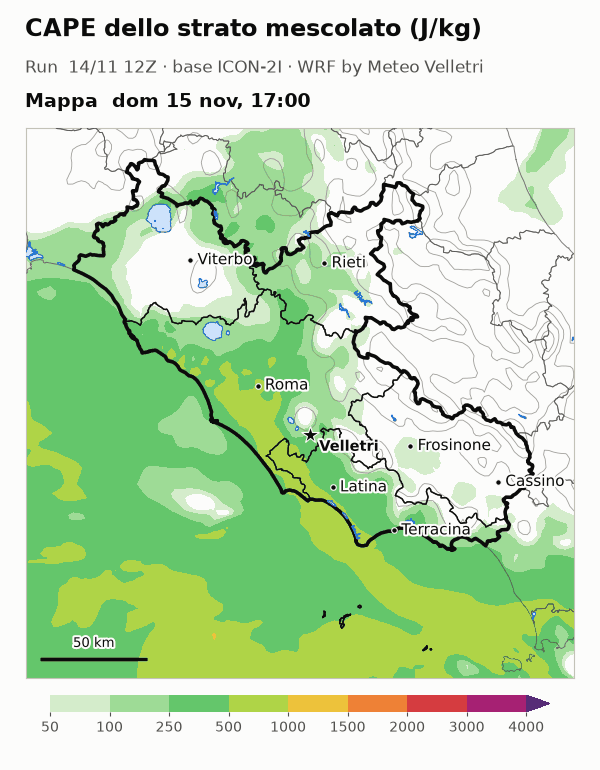 CAPE dello strato mescolato (J/kg)
Run 14/11 12Z · base ICON-2I · WRF by Meteo Velletri
Mappa dom 15 nov, 17:00
Viterbo
Rieti
Roma
Velletri
Frosinone
Latina
Cassino
Terracina
50 km
50 100 250 500 1000 1500 2000 3000 4000